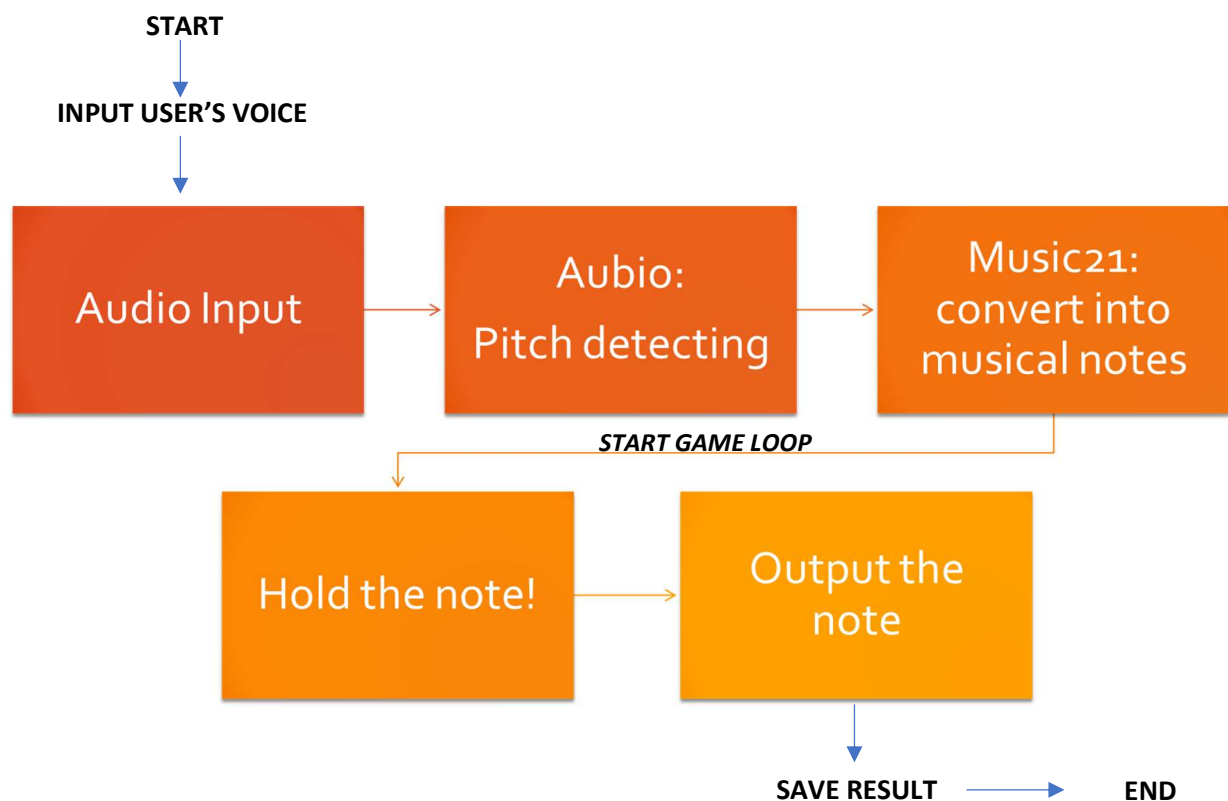 START
INPUT USER’S VOICE
Audio Input
Aubio:
Pitch detecting
Music21:
convert into
musical notes
START GAME LOOP
Hold the note!
Output the
note
SAVE RESULT
END